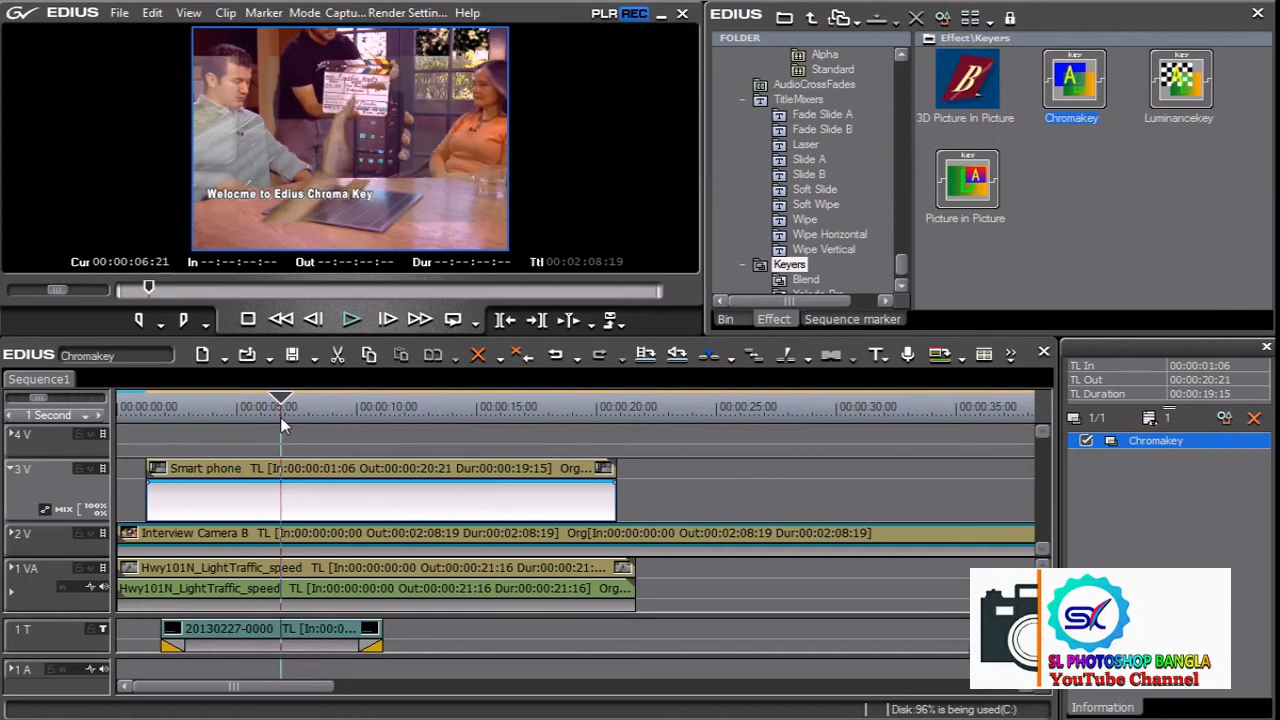 EDIUS File Edit View Clip Marker Mode Captu... Render Settin... Help PLR REC
Welocme to Edius Chroma Key
Cur 00:00:06:21 In --:--:--:-- Out --:--:--:-- Dur --:--:--:-- Ttl 00:02:08:19
EDIUS
FOLDER
Effect\Keyers
Alpha
Standard
AudioCrossFades
TitleMixers
Fade Slide A
Fade Slide B
Laser
Slide A
Slide B
Soft Slide
Soft Wipe
Wipe
Wipe Horizontal
Wipe Vertical
Keyers
Blend
3D Picture In Picture
Key
Chromakey
Key
Luminancekey
Key
Picture in Picture
Bin Effect Sequence marker
EDIUS Chromakey
Sequence1
1 Second
00:00:00:00 00:00:05:00 00:00:10:00 00:00:15:00 00:00:20:00 00:00:25:00 00:00:30:00 00:00:35:00
4 V
3 V
Smart phone TL [In:00:00:01:06 Out:00:00:20:21 Dur:00:00:19:15] Org...
MIX 100% 0%
2 V
Interview Camera B TL [In:00:00:00:00 Out:00:02:08:19 Dur:00:02:08:19] Org[In:00:00:00:00 Out:00:02:08:19 Dur:00:02:08:19]
1 VA
Hwy101N_LightTraffic_speed TL [In:00:00:00:00 Out:00:00:21:16 Dur:00:00:21:...
Hwy101N_LightTraffic_speed TL [In:00:00:00:00 Out:00:00:21:16 Dur:00:00:21:16] Org...
1 T
20130227-0000 TL [In:00:0...
1 A
TL In 00:00:01:06
TL Out 00:00:20:21
TL Duration 00:00:19:15
1/1 1
Chromakey
SL
SL PHOTOSHOP BANGLA
YouTube Channel
Information
Disk:96% is being used(C:)